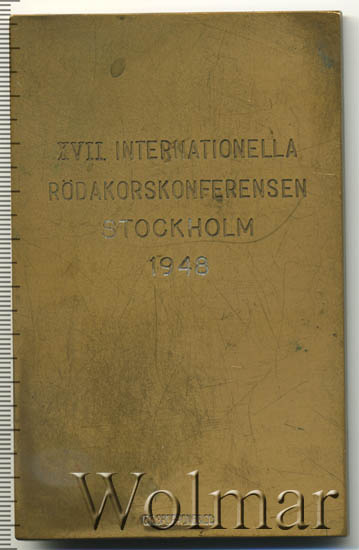 XVII. INTERNATIONELLA
RÖDAKORSKONFERENSEN
STOCKHOLM
1948
Wolmar